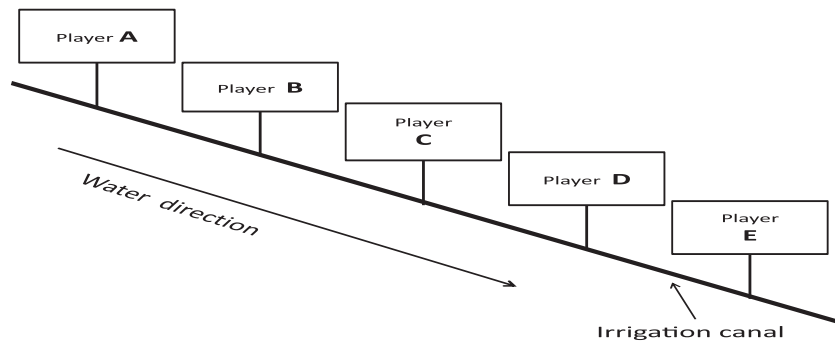 Player A
Player B
Player
C
Player D
Player
E
Water direction
Irrigation canal